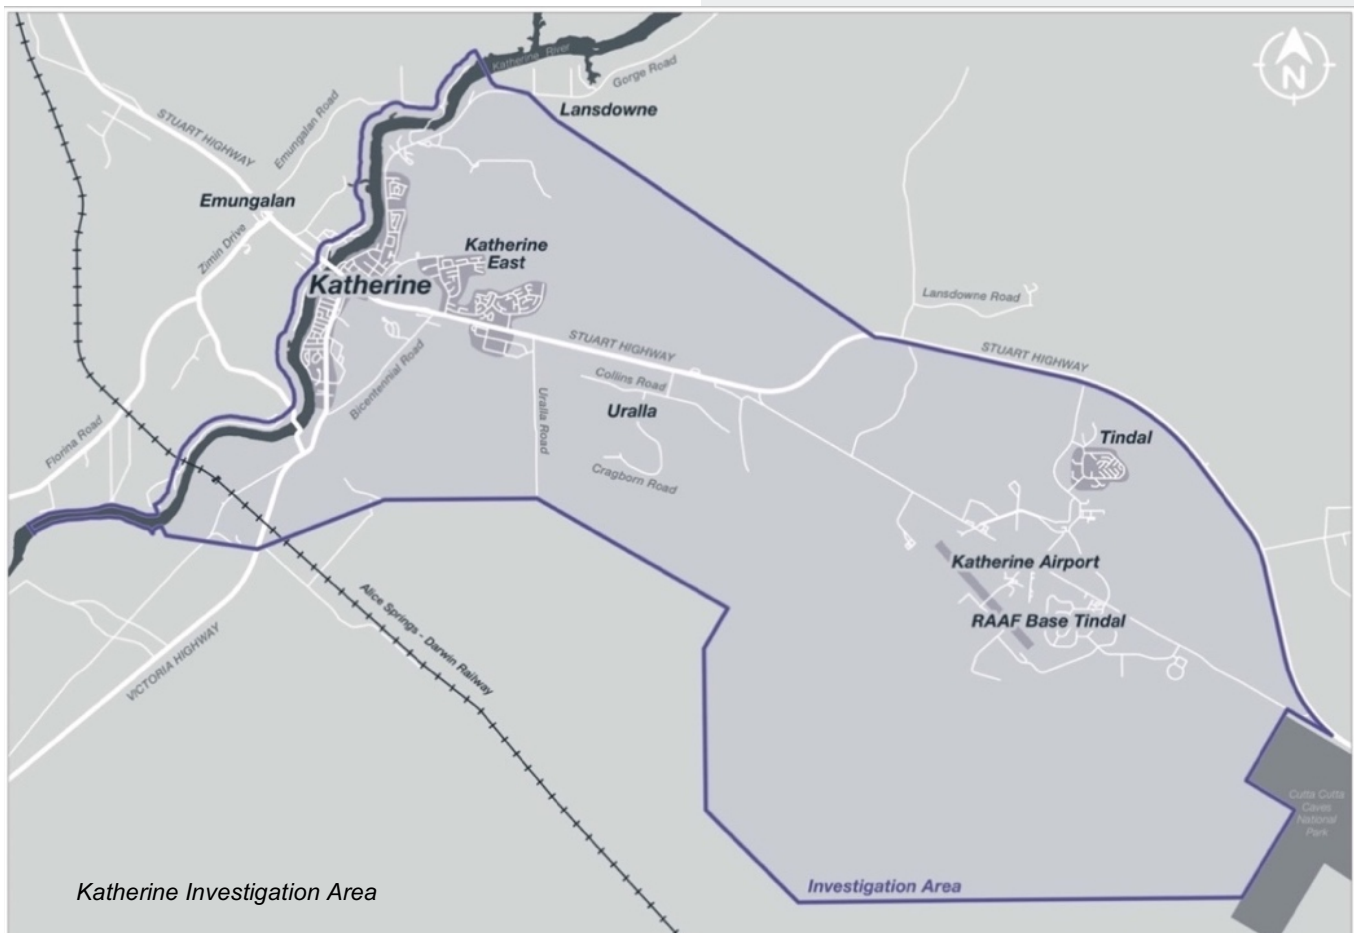 Katherine River
N
Gorge Road
Lansdowne
STUART HIGHWAY
Emungalan Road
Emungalan
Zimin Drive
Katherine
East
Katherine
Lansdowne Road
STUART HIGHWAY
STUART HIGHWAY
Collins Road
Bicentennial Road
Uralla
Uralla Road
Tindal
Florina Road
Cragborn Road
Katherine Airport
RAAF Base Tindal
Alice Springs - Darwin Railway
VICTORIA HIGHWAY
Cutta Cutta
Caves
National
Park
Investigation Area
Katherine Investigation Area